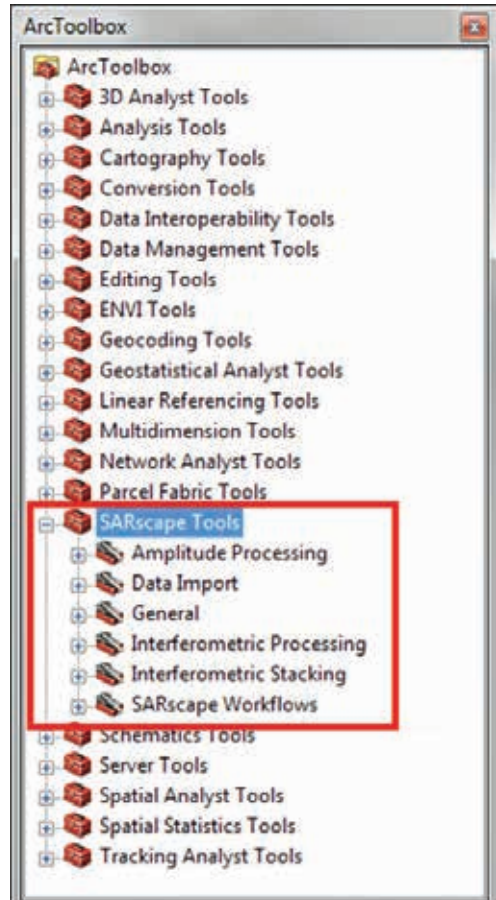 ArcToolbox
ArcToolbox
3D Analyst Tools
Analysis Tools
Cartography Tools
Conversion Tools
Data Interoperability Tools
Data Management Tools
Editing Tools
ENVI Tools
Geocoding Tools
Geostatistical Analyst Tools
Linear Referencing Tools
Multidimension Tools
Network Analyst Tools
Parcel Fabric Tools
SARscape Tools
Amplitude Processing
Data Import
General
Interferometric Processing
Interferometric Stacking
SARscape Workflows
Schematics Tools
Server Tools
Spatial Analyst Tools
Spatial Statistics Tools
Tracking Analyst Tools